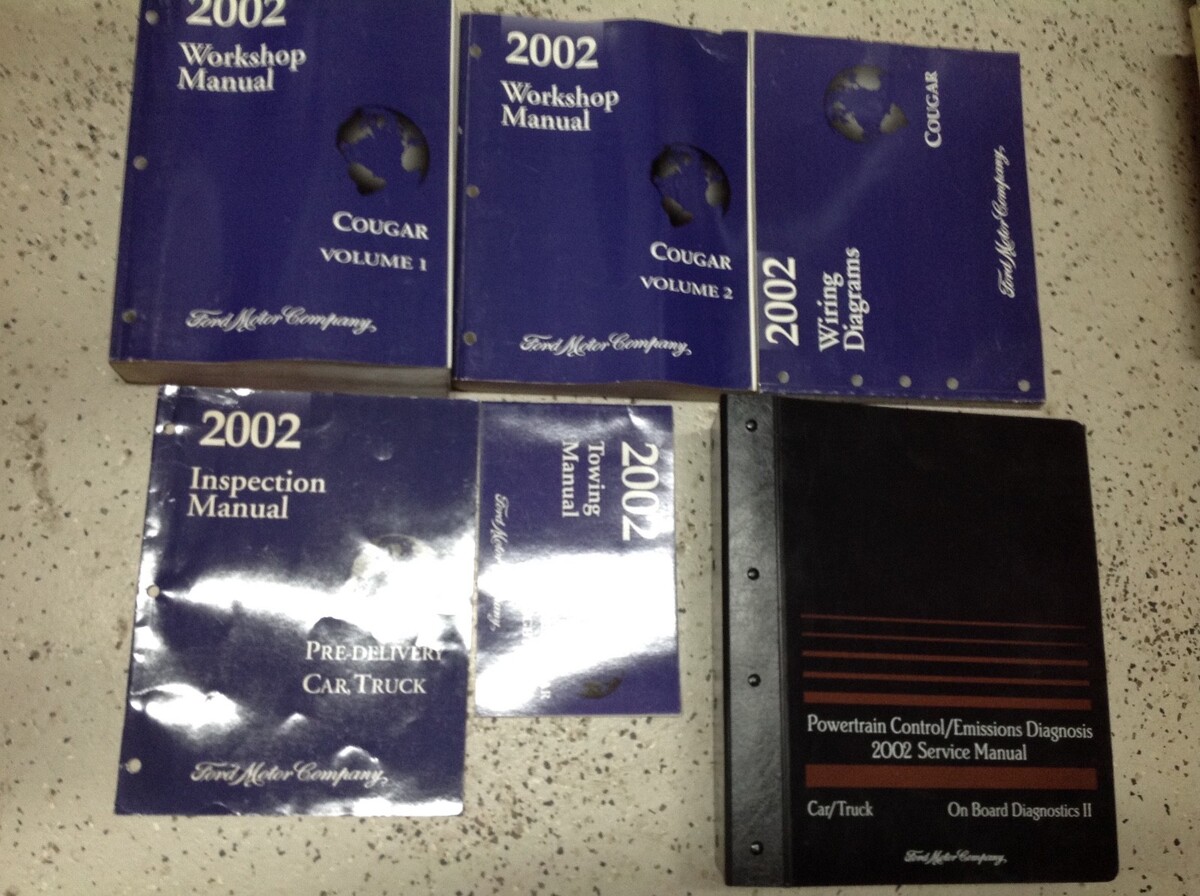 2002
Workshop
Manual
COUGAR
VOLUME 1
Ford Motor Company,
2002
Workshop
Manual
COUGAR
VOLUME 2
Ford Motor Company,
2002
Wiring
Diagrams
COUGAR
Ford Motor Company,
2002
Inspection
Manual
PRE-DELIVERY
CAR, TRUCK
Ford Motor Company,
2002
Towing
Manual
Ford Motor
Powertrain Control/Emissions Diagnosis
2002 Service Manual
Car/Truck On Board Diagnostics II
Ford Motor Company,